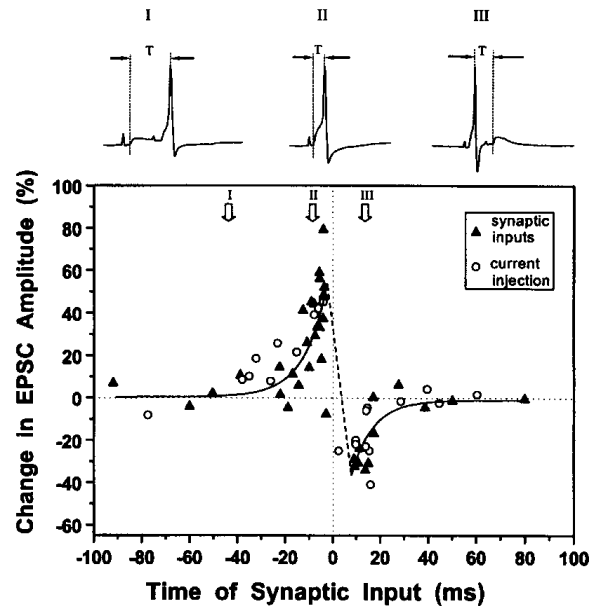 I II III
T T T
I II III
synaptic
inputs
current
injection
Change in EPSC Amplitude (%)
100
80
60
40
20
0
-20
-40
-60
-100 -80 -60 -40 -20 0 20 40 60 80 100
Time of Synaptic Input (ms)